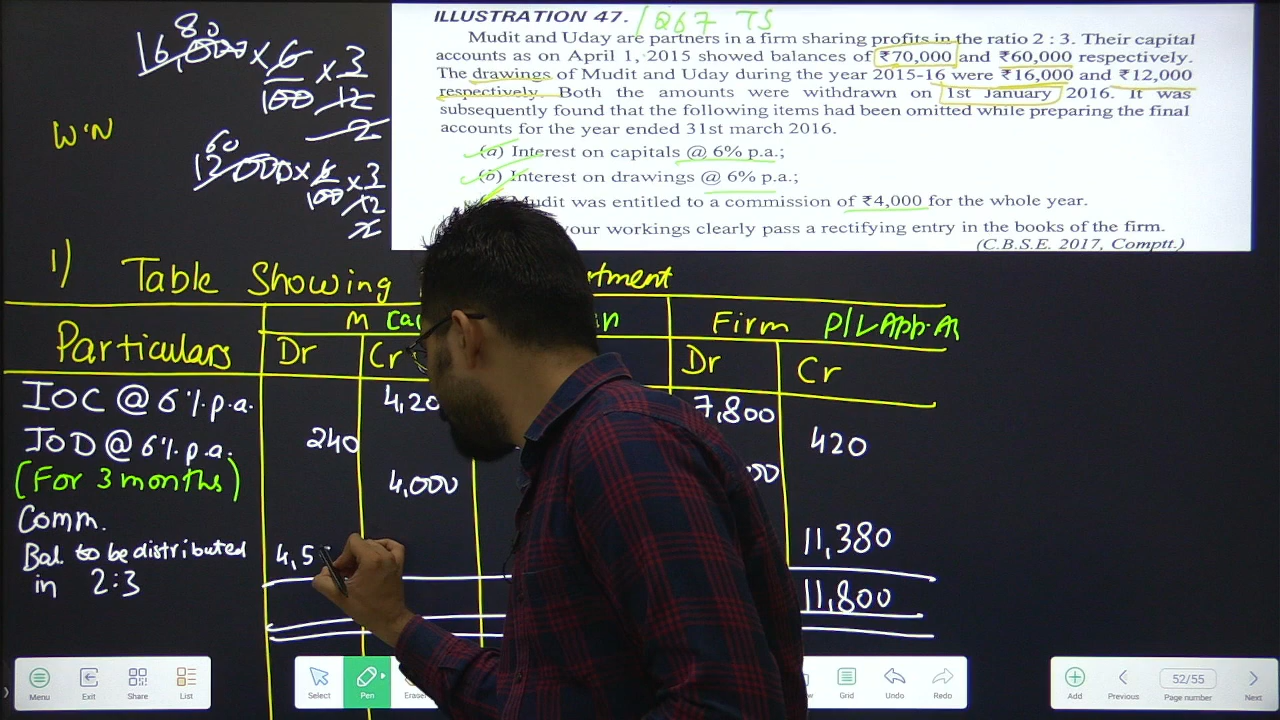 ILLUSTRATION 47. Q67 TS
Mudit and Uday are partners in a firm sharing profits in the ratio 2 : 3. Their capital
accounts as on April 1, 2015 showed balances of ₹70,000 and ₹60,000 respectively.
The drawings of Mudit and Uday during the year 2015-16 were ₹16,000 and ₹12,000
respectively. Both the amounts were withdrawn on 1st January 2016. It was
subsequently found that the following items had been omitted while preparing the final
accounts for the year ended 31st march 2016.
(a) Interest on capitals @ 6% p.a.;
(b) Interest on drawings @ 6% p.a.;
Mudit was entitled to a commission of ₹4,000 for the whole year.
your workings clearly pass a rectifying entry in the books of the firm.
(C.B.S.E. 2017, Comptt.)
80
16,000 × 6 × 3
100 12
2
W.N
60
12000 × 6 × 3
100 12
2
1) Table Showing
Particulars M Firm P/L App. A/
Dr Cr Dr Cr
IOC @ 6%.p.a. 7,800
IOD @ 6%.p.a. 240 420
(For 3 months) 4,000
Comm.
Bal. to be distributed 11,380
in 2:3 11,800
Menu Exit Share List Select Pen Grid Undo Redo Add Previous 52/55 Next
Page number